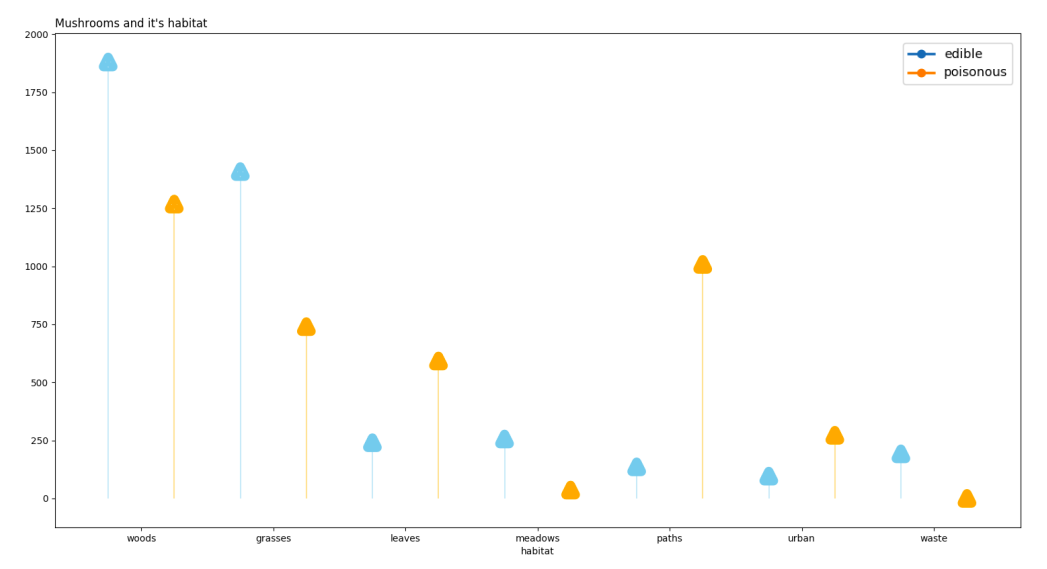 Mushrooms and it's habitat
2000
1750
1500
1250
1000
750
500
250
0
edible
poisonous
woods grasses leaves meadows paths urban waste
habitat